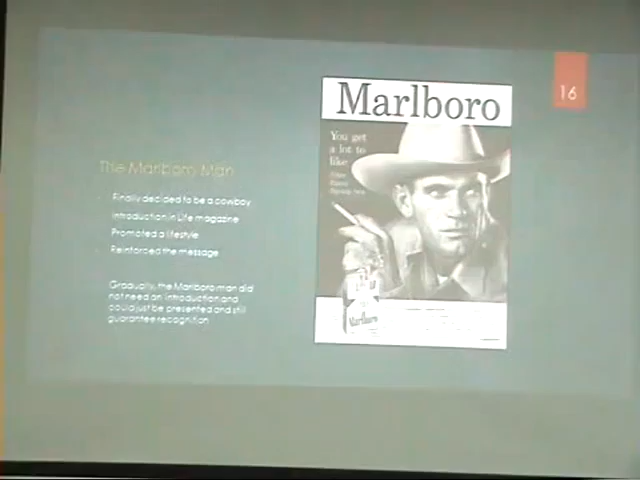 16
Marlboro
You get
a lot to
like
The Marlboro Man
Finally decided to be a cowboy
Introduction in Life magazine
Promoted a lifestyle
Reinforced the message
Gradually, the Marlboro man did
not need an introduction and
could just be presented and still
guarantee recognition
Marlboro